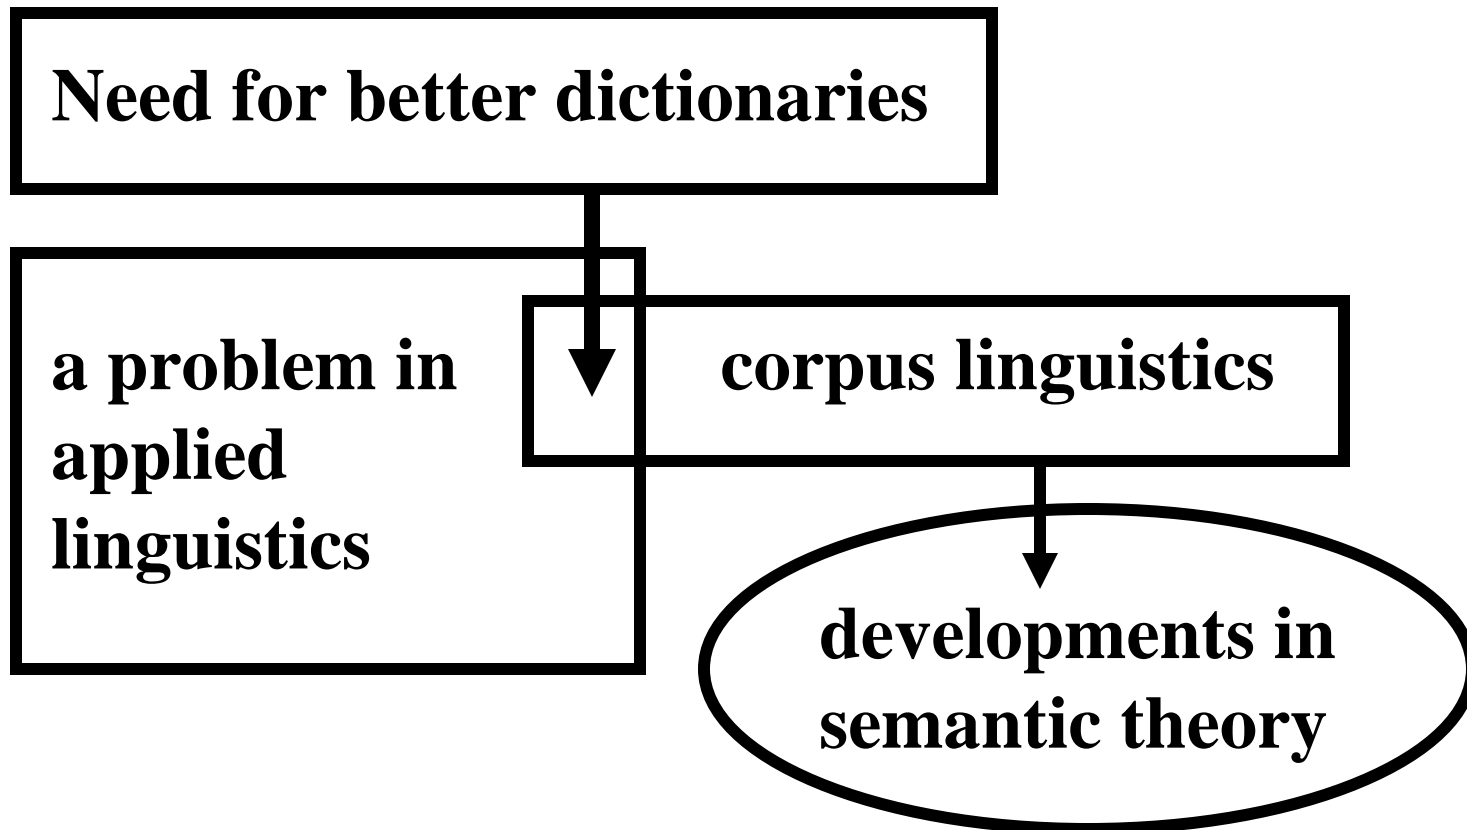 Need for better dictionaries
a problem in
applied
linguistics
corpus linguistics
developments in
semantic theory